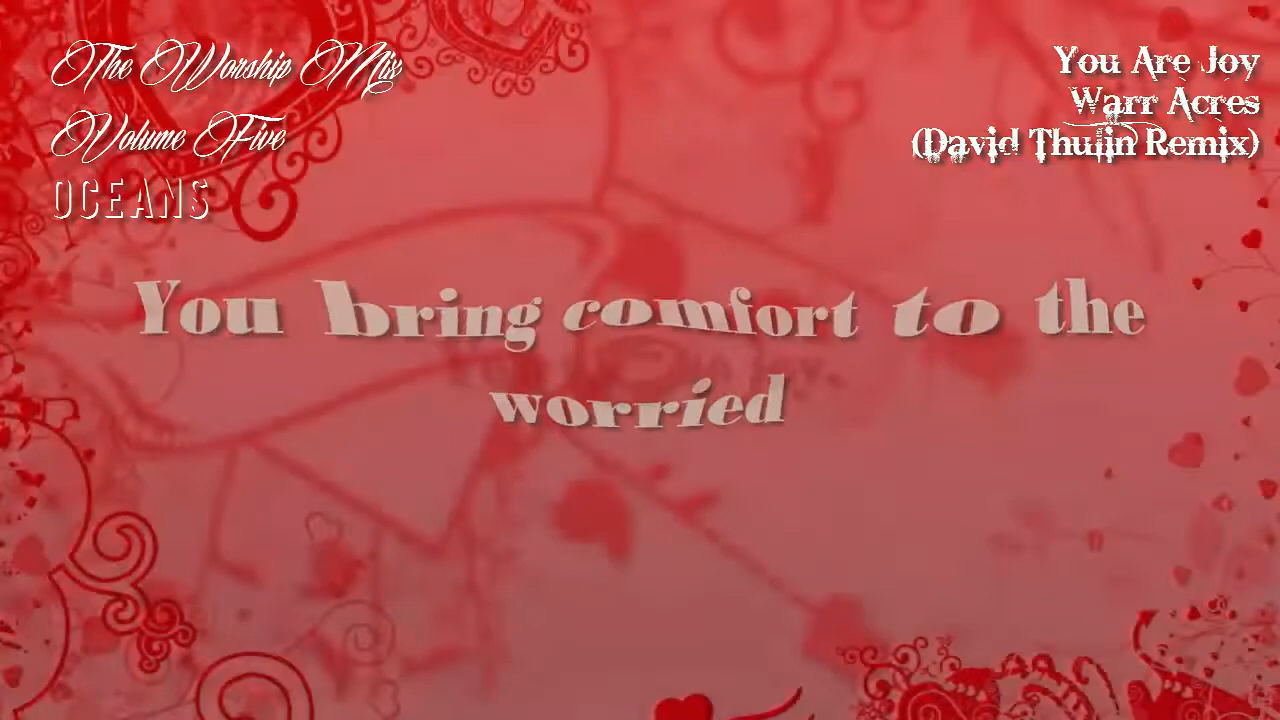 The Worship Mix
Volume Five
OCEANS
You Are Joy
Warr Acres
(David Thulin Remix)
You bring comfort to the
worried